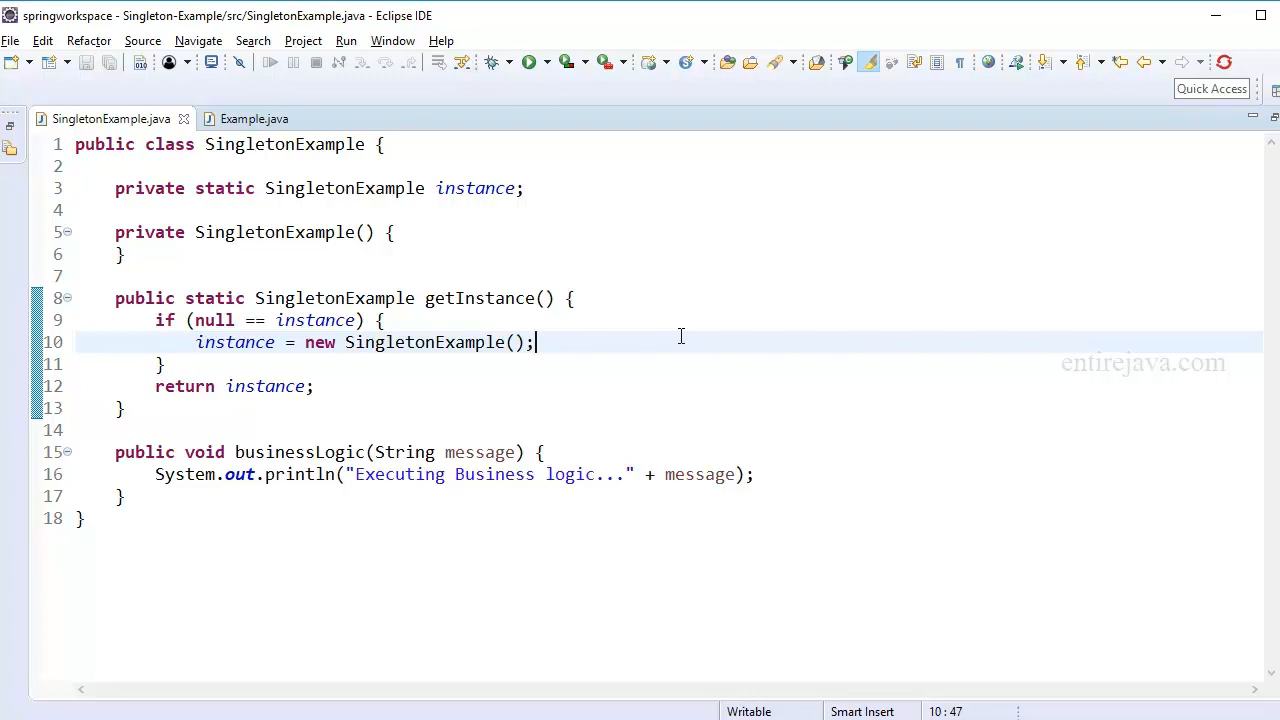 springworkspace - Singleton-Example/src/SingletonExample.java - Eclipse IDE
File Edit Refactor Source Navigate Search Project Run Window Help
Quick Access
SingletonExample.java Example.java
1 public class SingletonExample {
2
3 private static SingletonExample instance;
4
5 private SingletonExample() {
6 }
7
8 public static SingletonExample getInstance() {
9 if (null == instance) {
10 instance = new SingletonExample();
11 }
entirejava.com
12 return instance;
13 }
14
15 public void businessLogic(String message) {
16 System.out.println("Executing Business logic..." + message);
17 }
18 }
Writable Smart Insert 10:47